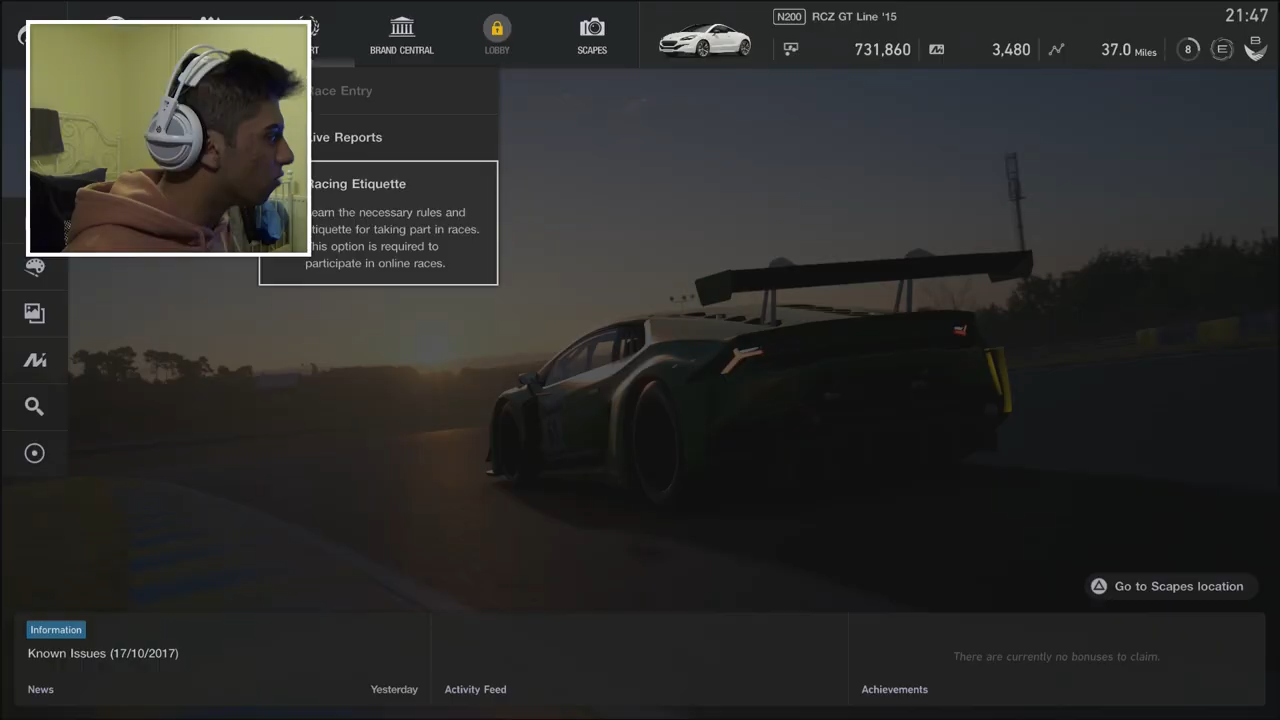 N200 RCZ GT Line '15
21:47
BRAND CENTRAL
LOBBY
SCAPES
731,860
3,480
37.0 Miles
8
E
B
Race Entry
Live Reports
Racing Etiquette
Learn the necessary rules and
etiquette for taking part in races.
This option is required to
participate in online races.
Go to Scapes location
Information
Known Issues (17/10/2017)
News
Yesterday
Activity Feed
There are currently no bonuses to claim.
Achievements